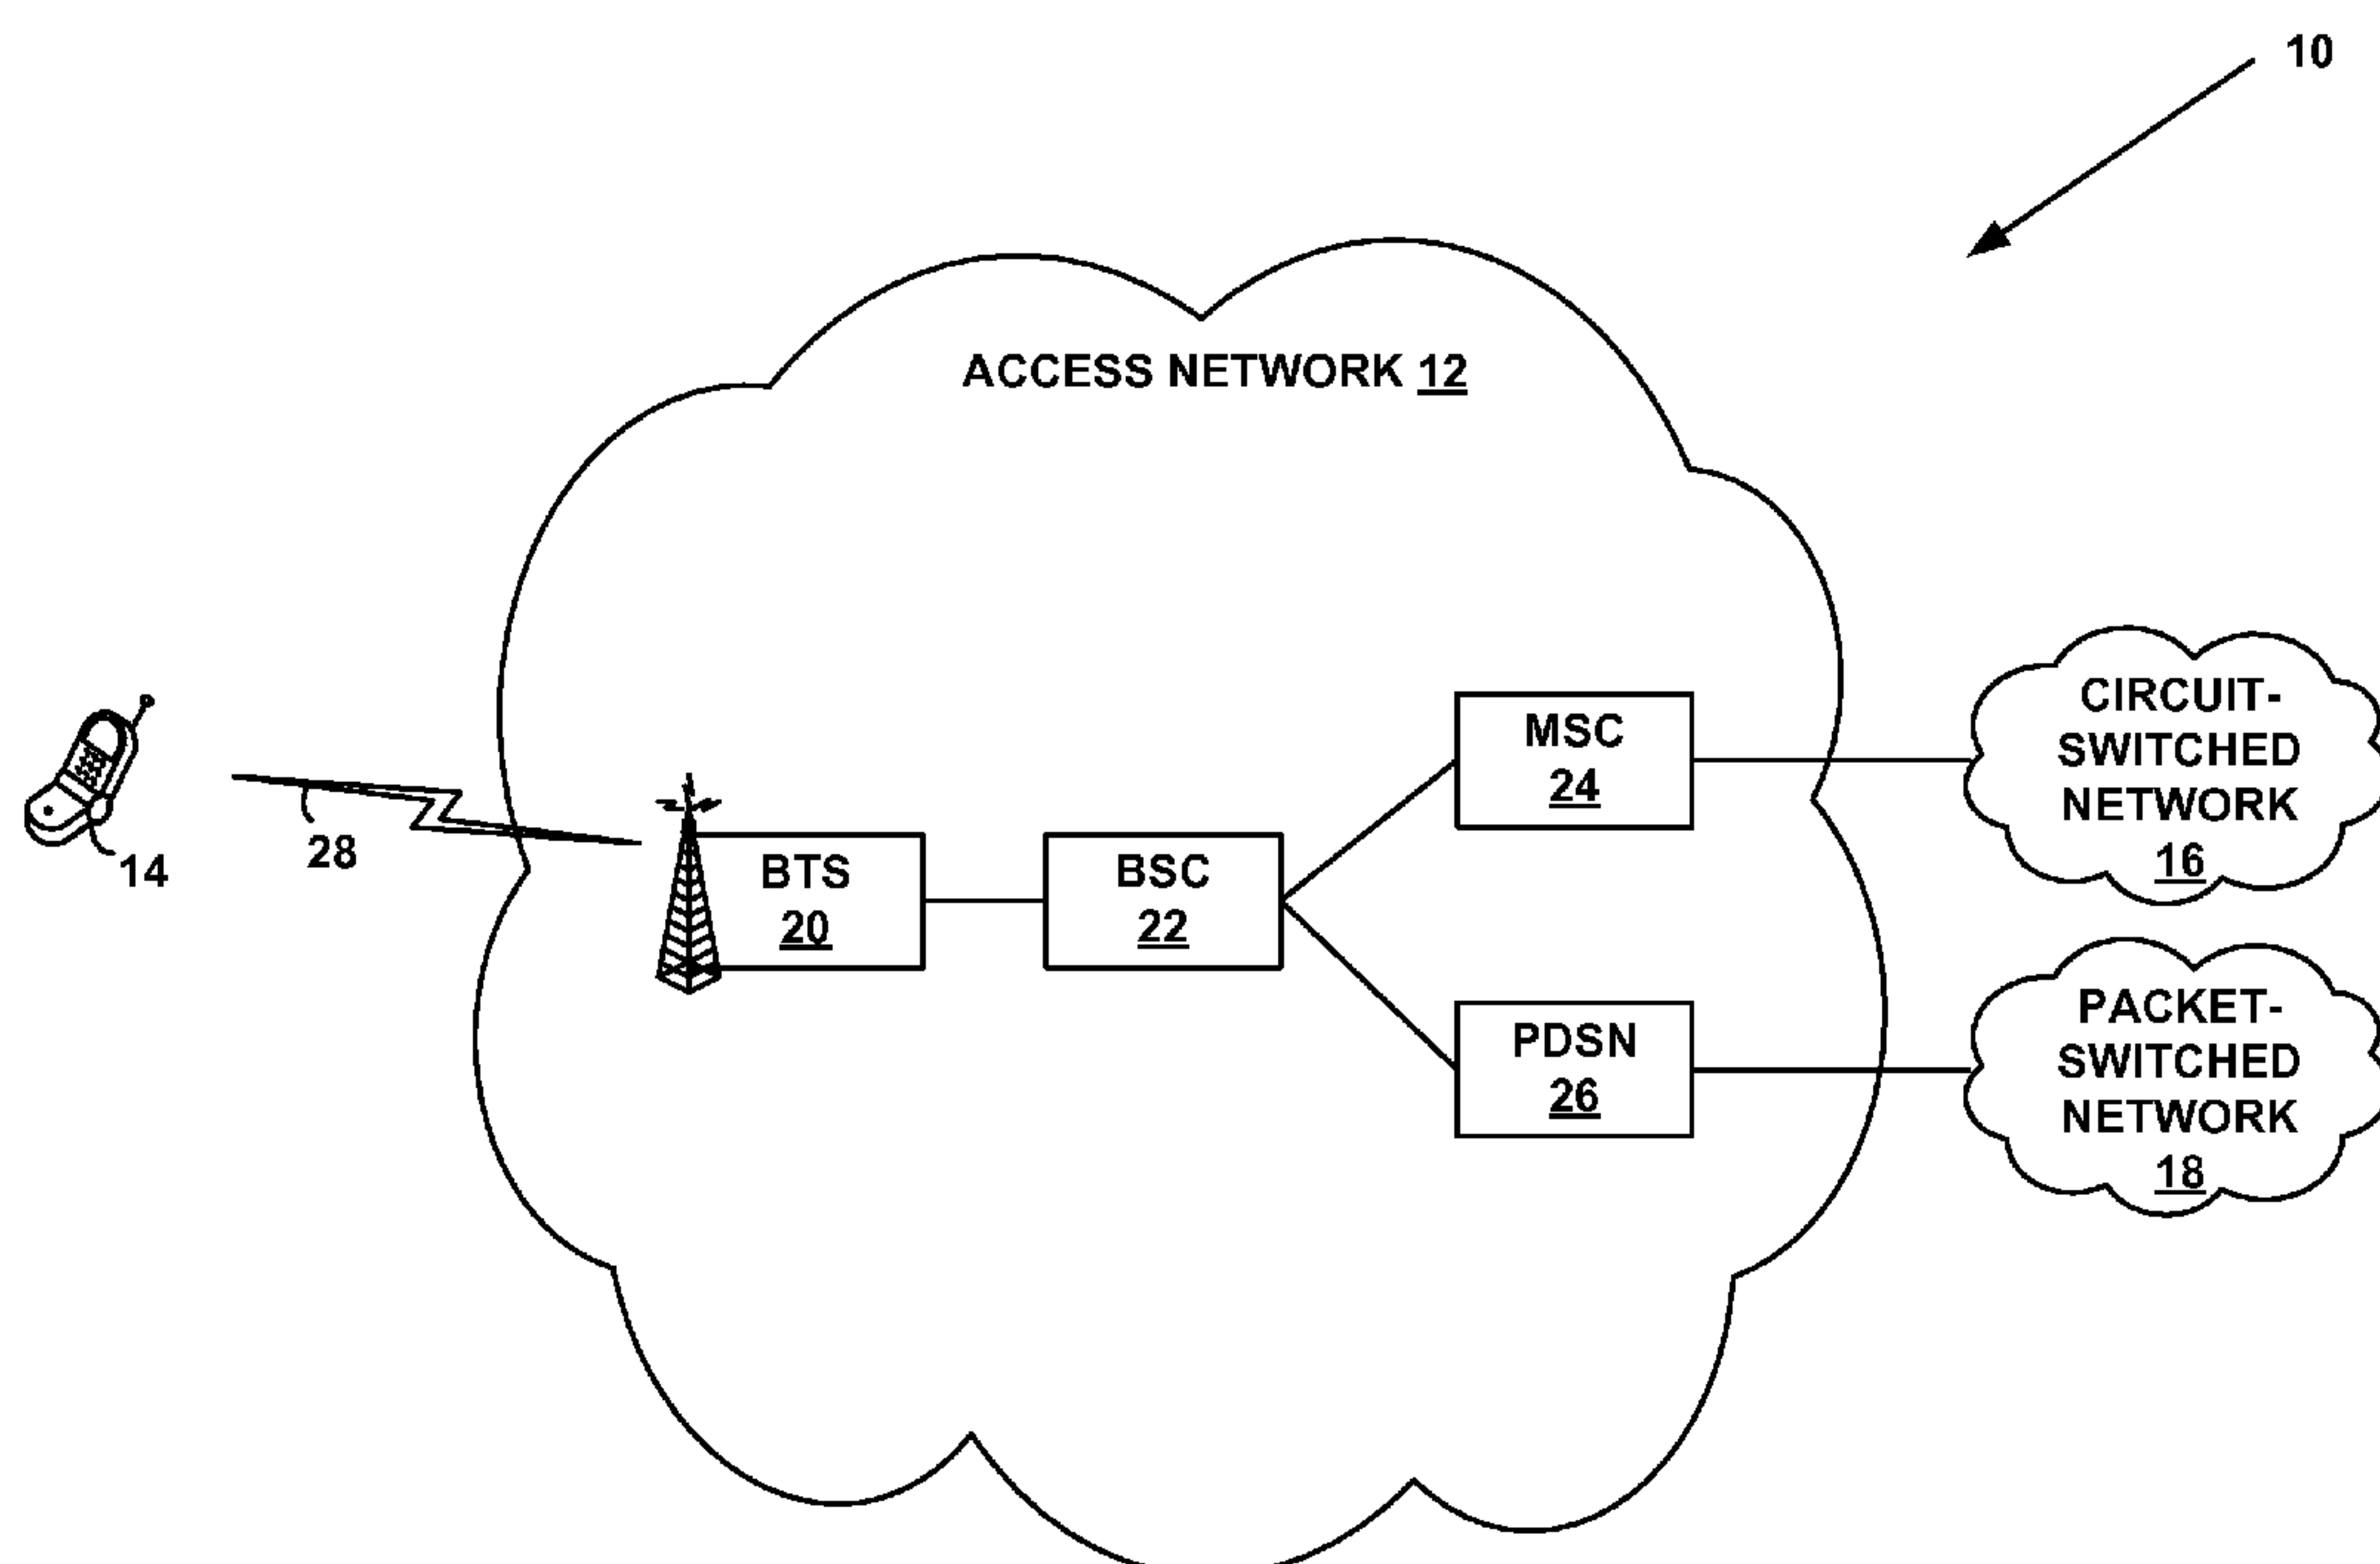 10
ACCESS NETWORK 12
14
28
BTS
20
BSC
22
MSC
24
PDSN
26
CIRCUIT-
SWITCHED
NETWORK
16
PACKET-
SWITCHED
NETWORK
18